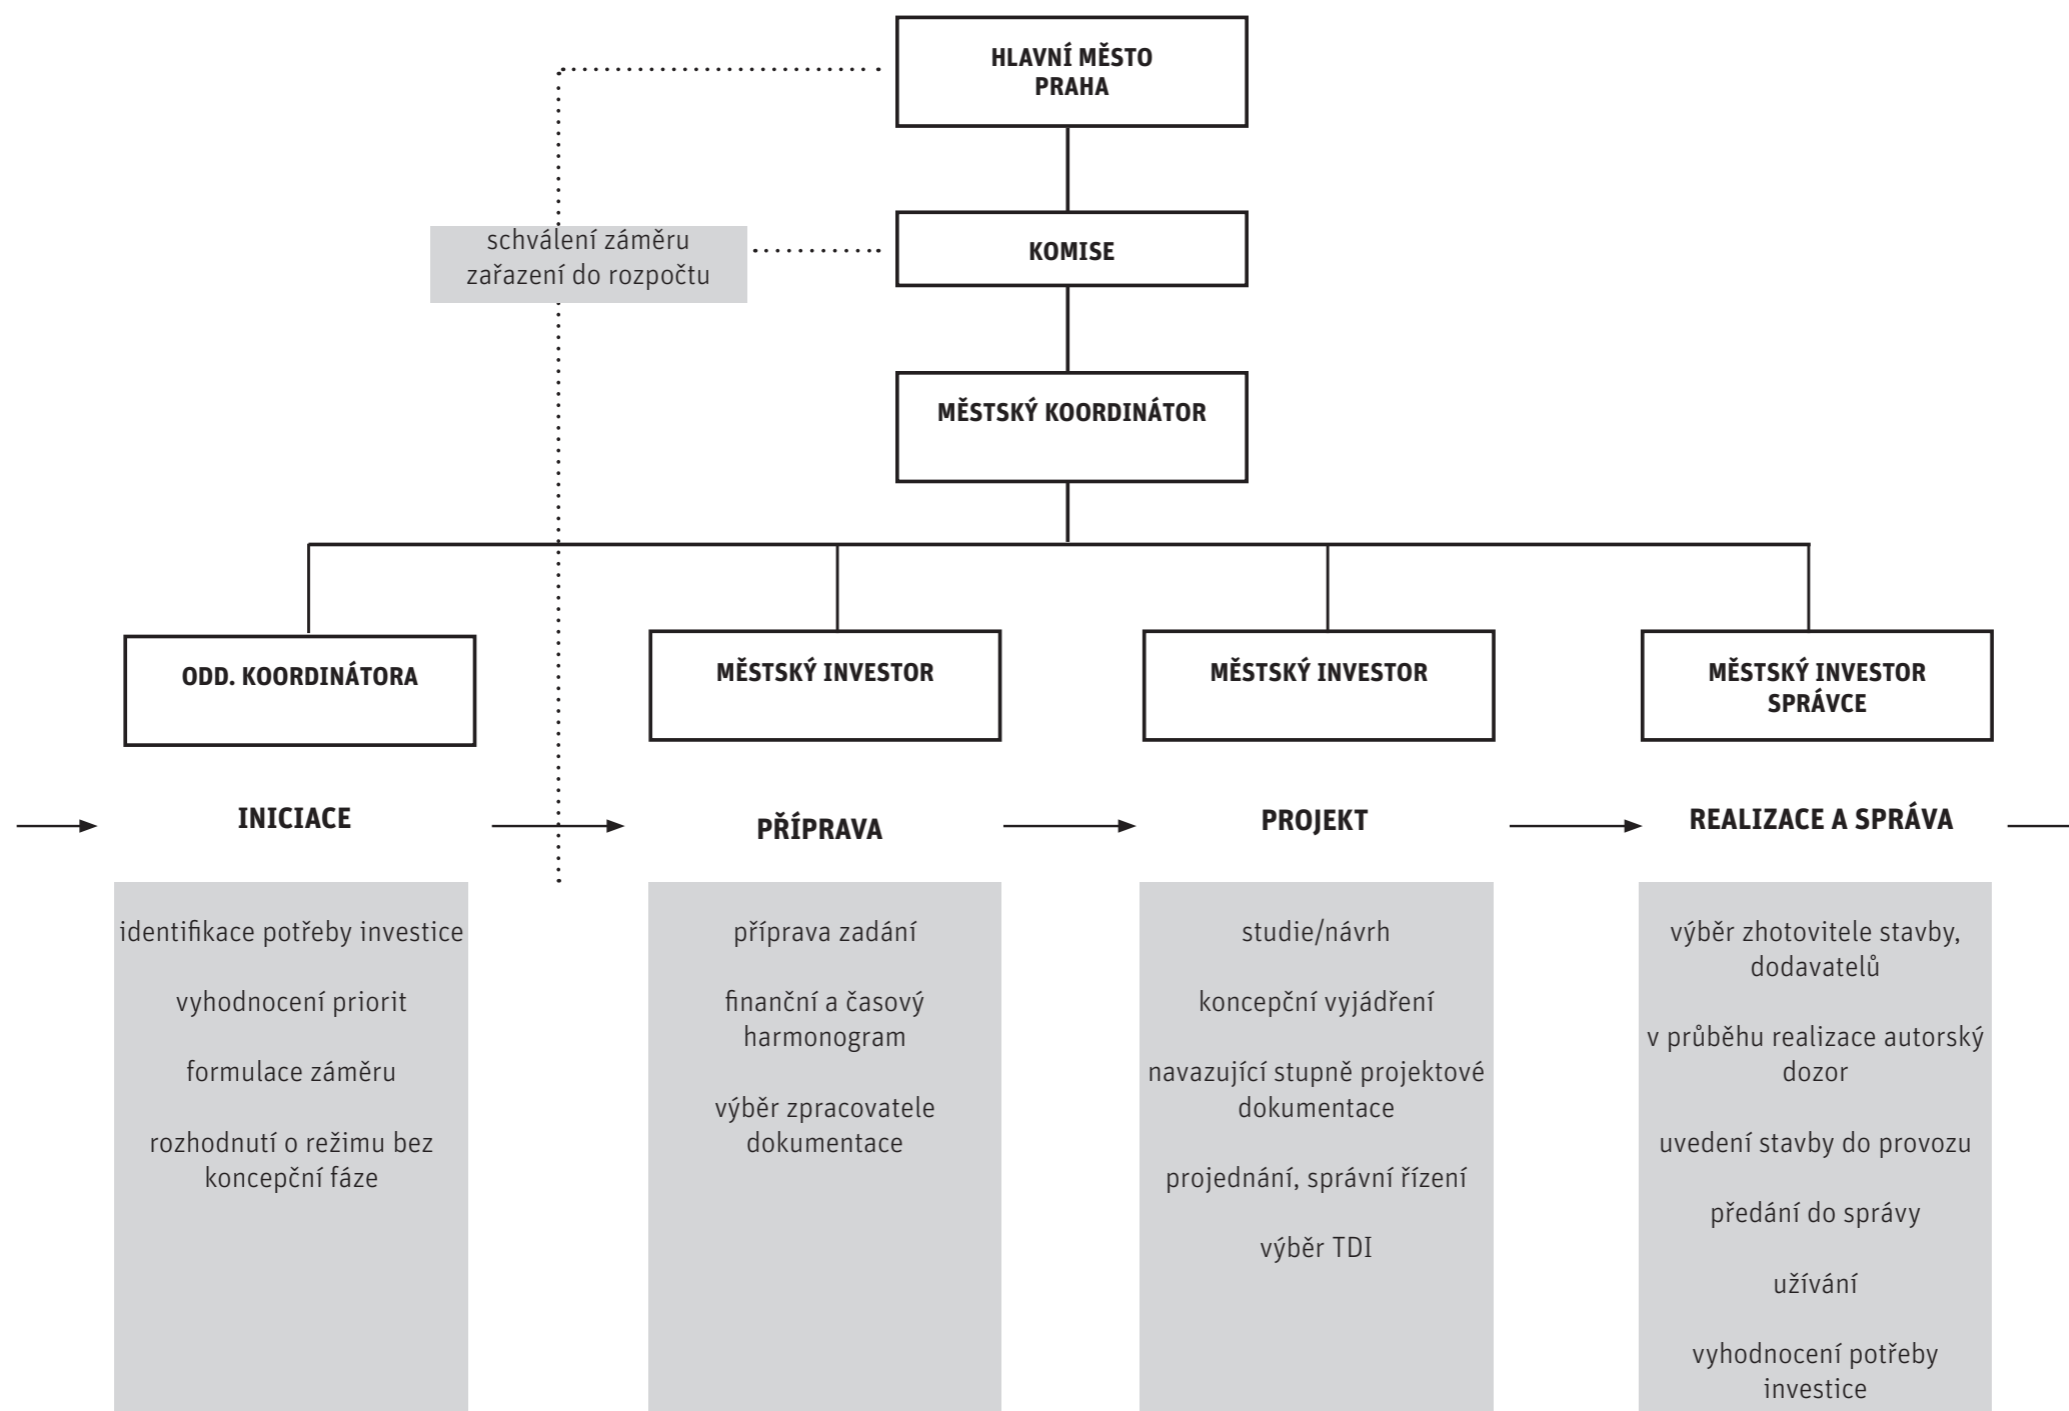 HLAVNÍ MĚSTO
PRAHA
schválení záměru
zařazení do rozpočtu
KOMISE
MĚSTSKÝ KOORDINÁTOR
ODD. KOORDINÁTORA
MĚSTSKÝ INVESTOR
MĚSTSKÝ INVESTOR
MĚSTSKÝ INVESTOR
SPRÁVCE
INICIACE
PŘÍPRAVA
PROJEKT
REALIZACE A SPRÁVA
identifikace potřeby investice
vyhodnocení priorit
formulace záměru
rozhodnutí o režimu bez
koncepční fáze
příprava zadání
finanční a časový
harmonogram
výběr zpracovatele
dokumentace
studie/návrh
koncepční vyjádření
navazující stupně projektové
dokumentace
projednání, správní řízení
výběr TDI
výběr zhotovitele stavby,
dodavatelů
v průběhu realizace autorský
dozor
uvedení stavby do provozu
předání do správy
užívání
vyhodnocení potřeby
investice